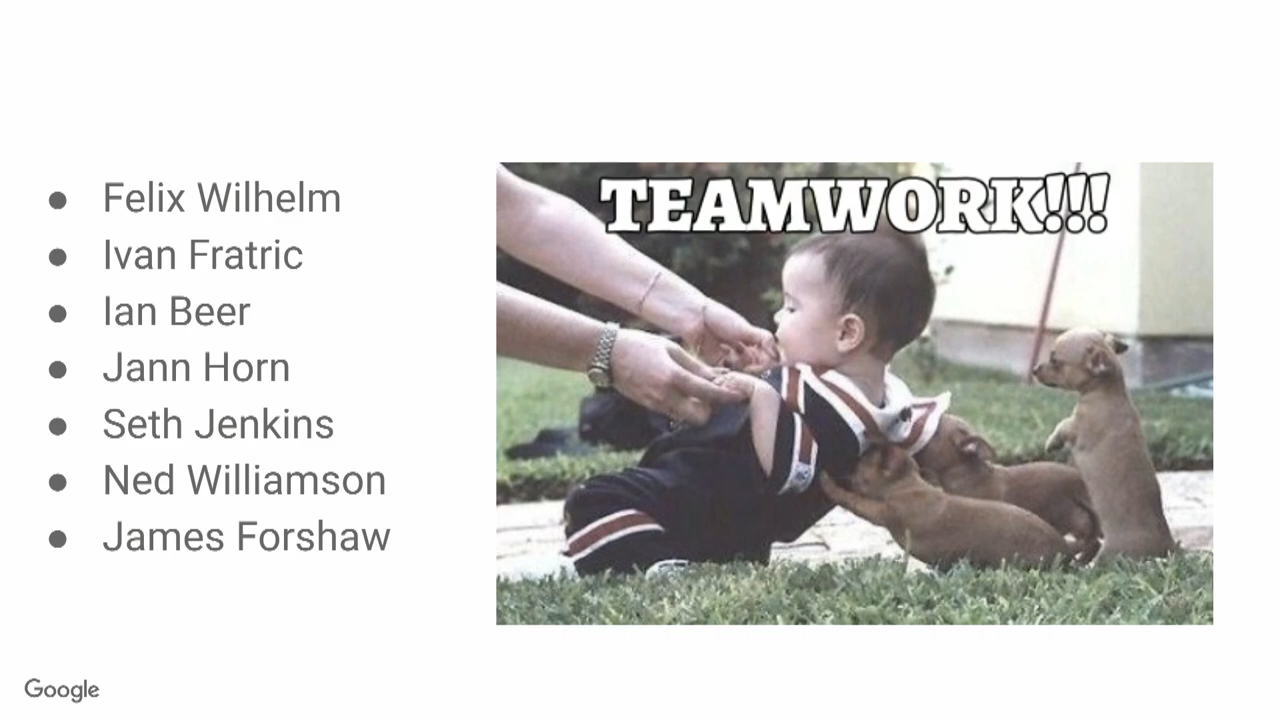 Felix Wilhelm
Ivan Fratric
Ian Beer
Jann Horn
Seth Jenkins
Ned Williamson
James Forshaw
TEAMWORK!!!
Google